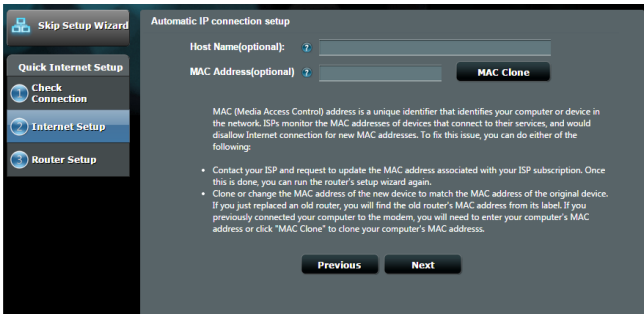 Skip Setup Wizard
Quick Internet Setup
1 Check
Connection
2 Internet Setup
3 Router Setup
Automatic IP connection setup
Host Name(optional): ?
MAC Address(optional) ? MAC Clone
MAC (Media Access Control) address is a unique identifier that identifies your computer or device in
the network. ISPs monitor the MAC addresses of devices that connect to their services, and would
disallow Internet connection for new MAC addresses. To fix this issue, you can do either of the
following:
• Contact your ISP and request to update the MAC address associated with your ISP subscription. Once
this is done, you can run the router's setup wizard again.
• Clone or change the MAC address of the new device to match the MAC address of the original device.
If you just replaced an old router, you will find the old router's MAC address from its label. If you
previously connected your computer to the modem, you will need to enter your computer's MAC
address or click "MAC Clone" to clone your computer's MAC addresss.
Previous Next